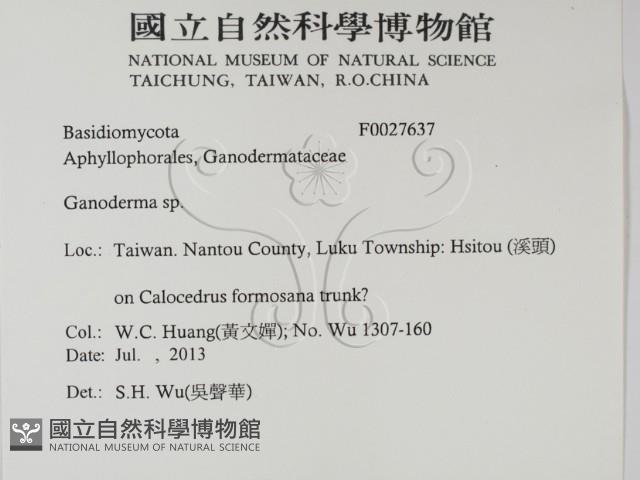 國立自然科學博物館
NATIONAL MUSEUM OF NATURAL SCIENCE
TAICHUNG, TAIWAN, R.O.CHINA
Basidiomycota F0027637
Aphyllophorales, Ganodermataceae
Ganoderma sp.
Loc.: Taiwan. Nantou County, Luku Township: Hsitou (溪頭)
on Calocedrus formosana trunk?
Col.: W.C. Huang(黃文嬋); No. Wu 1307-160
Date: Jul. , 2013
Det.: S.H. Wu(吳聲華)
國立自然科學博物館
NATIONAL MUSEUM OF NATURAL SCIENCE